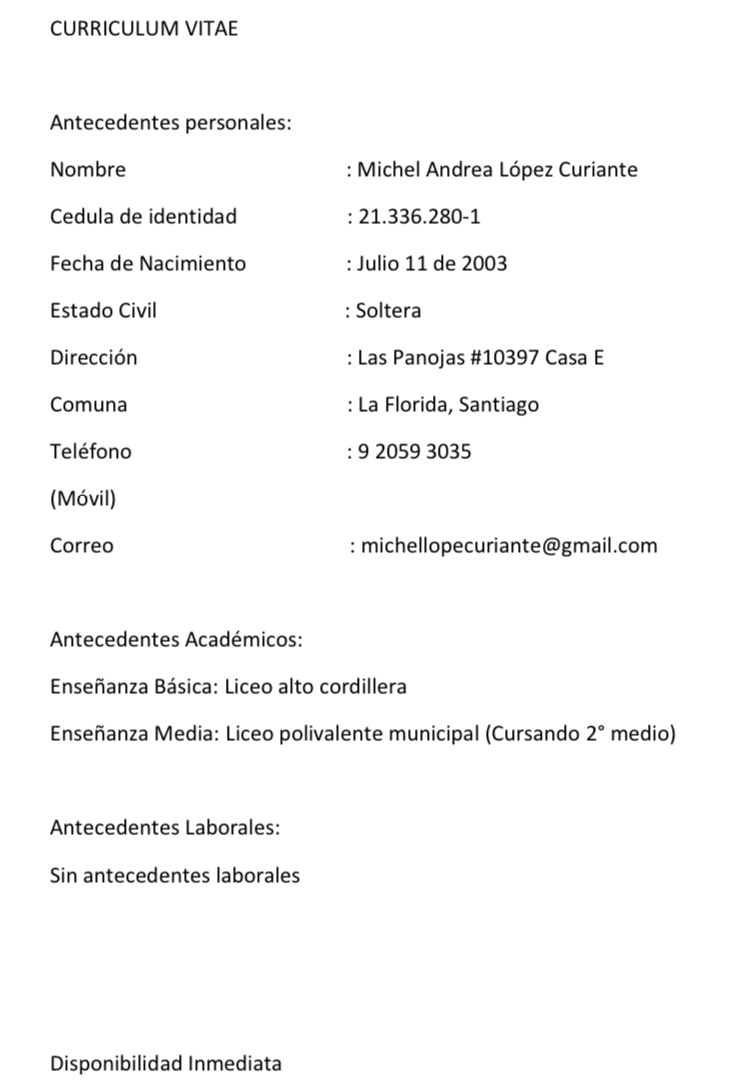 CURRICULUM VITAE
Antecedentes personales:
Nombre : Michel Andrea López Curiante
Cedula de identidad : 21.336.280-1
Fecha de Nacimiento : Julio 11 de 2003
Estado Civil : Soltera
Dirección : Las Panojas #10397 Casa E
Comuna : La Florida, Santiago
Teléfono : 9 2059 3035
(Móvil)
Correo : michellopecuriante@gmail.com
Antecedentes Académicos:
Enseñanza Básica: Liceo alto cordillera
Enseñanza Media: Liceo polivalente municipal (Cursando 2° medio)
Antecedentes Laborales:
Sin antecedentes laborales
Disponibilidad Inmediata